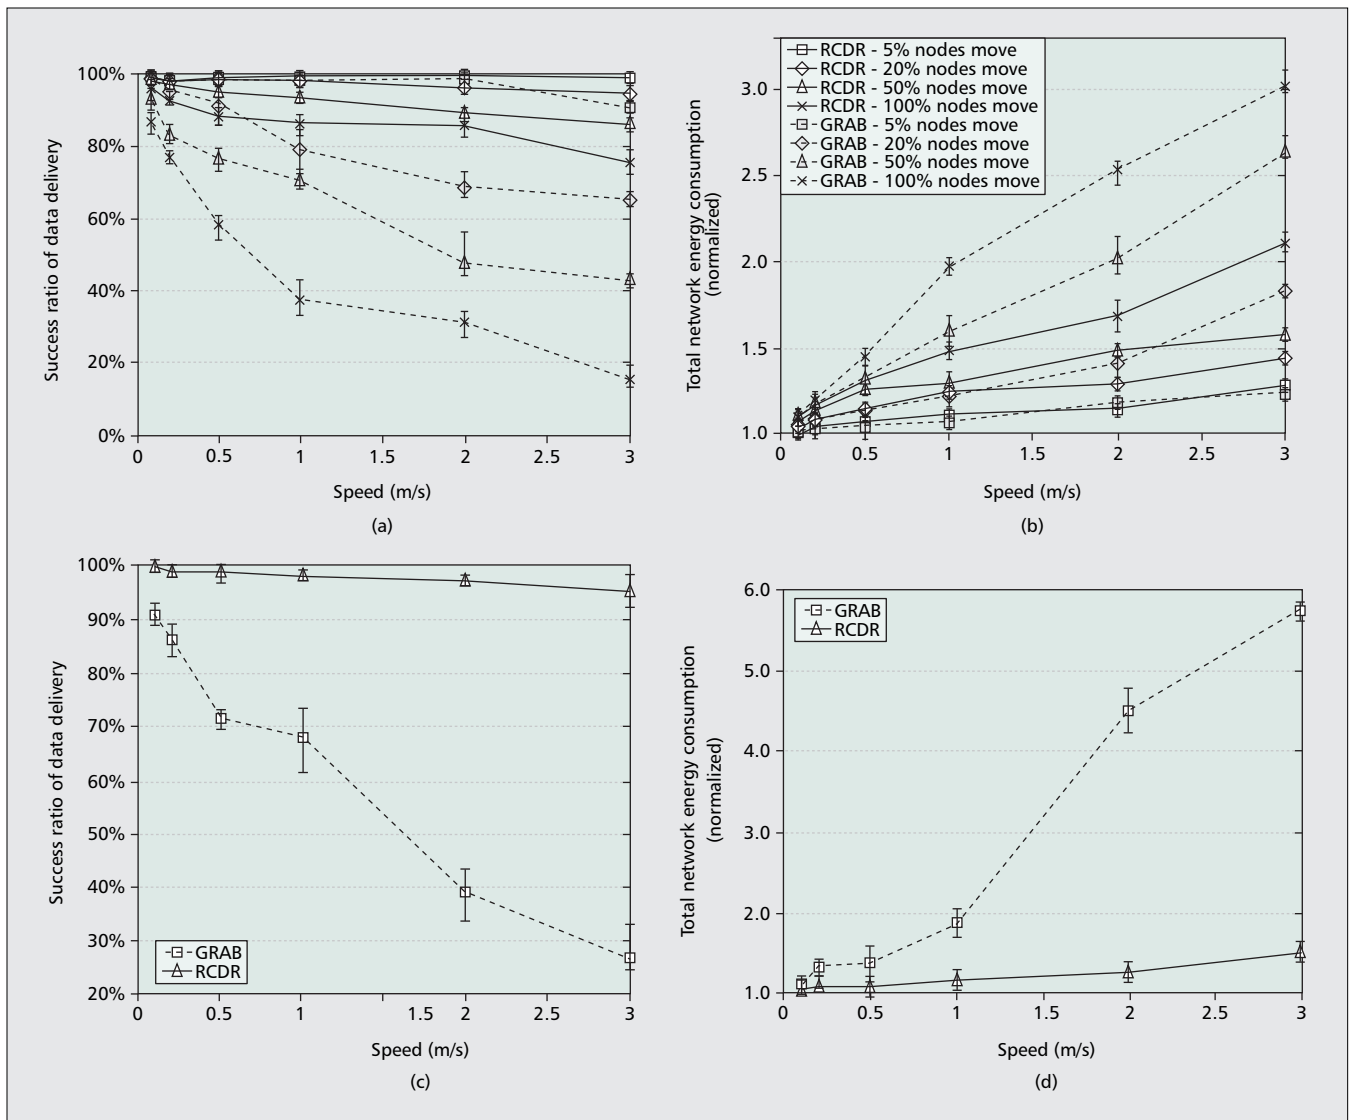 100%
80%
60%
40%
20%
0%
Success ratio of data delivery
0
0.5
1
1.5
2
2.5
3
Speed (m/s)
(a)
3.0
2.5
2.0
1.5
1.0
Total network energy consumption
(normalized)
RCDR - 5% nodes move
RCDR - 20% nodes move
RCDR - 50% nodes move
RCDR - 100% nodes move
GRAB - 5% nodes move
GRAB - 20% nodes move
GRAB - 50% nodes move
GRAB - 100% nodes move
0
0.5
1
1.5
2
2.5
3
Speed (m/s)
(b)
100%
90%
80%
70%
60%
50%
40%
30%
20%
Success ratio of data delivery
GRAB
RCDR
0
0.5
1
1.5
2
2.5
3
Speed (m/s)
(c)
6.0
5.0
4.0
3.0
2.0
1.0
Total network energy consumption
(normalized)
GRAB
RCDR
0
0.5
1
1.5
2
2.5
3
Speed (m/s)
(d)